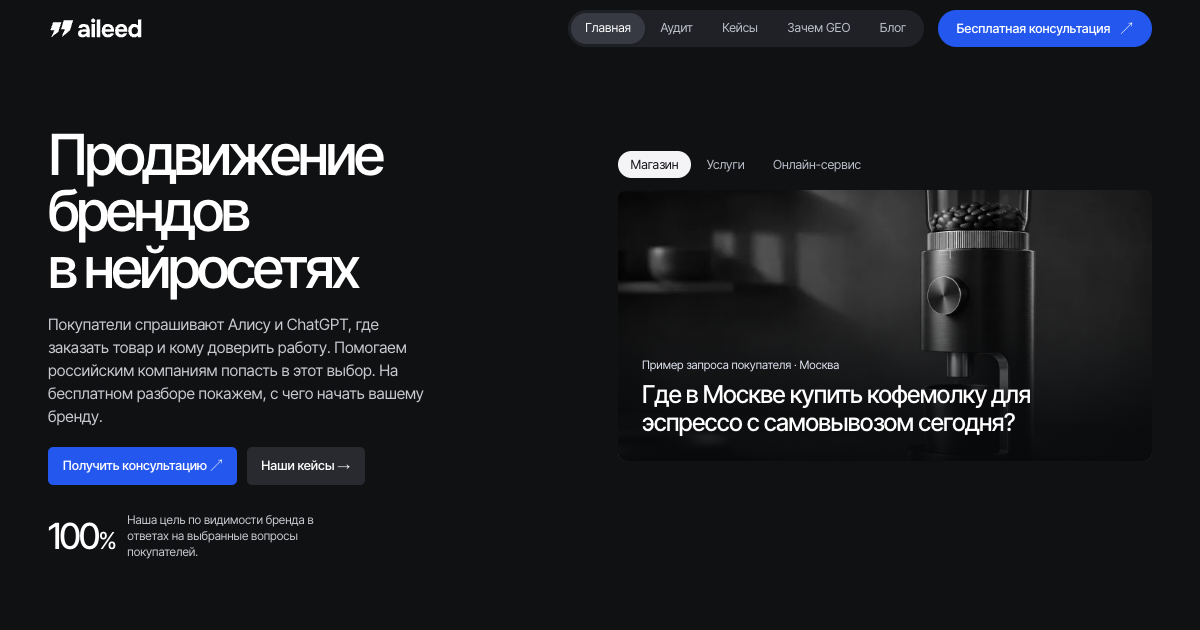 aileed
Главная
Аудит
Кейсы
Зачем GEO
Блог
Бесплатная консультация ↗
Продвижение
брендов
в нейросетях
Покупатели спрашивают Алису и ChatGPT, где
заказать товар и кому доверить работу. Помогаем
российским компаниям попасть в этот выбор. На
бесплатном разборе покажем, с чего начать вашему
бренду.
Получить консультацию ↗
Наши кейсы →
100%
Наша цель по видимости бренда в
ответах на выбранные вопросы
покупателей.
Магазин
Услуги
Онлайн-сервис
Пример запроса покупателя · Москва
Где в Москве купить кофемолку для
эспрессо с самовывозом сегодня?